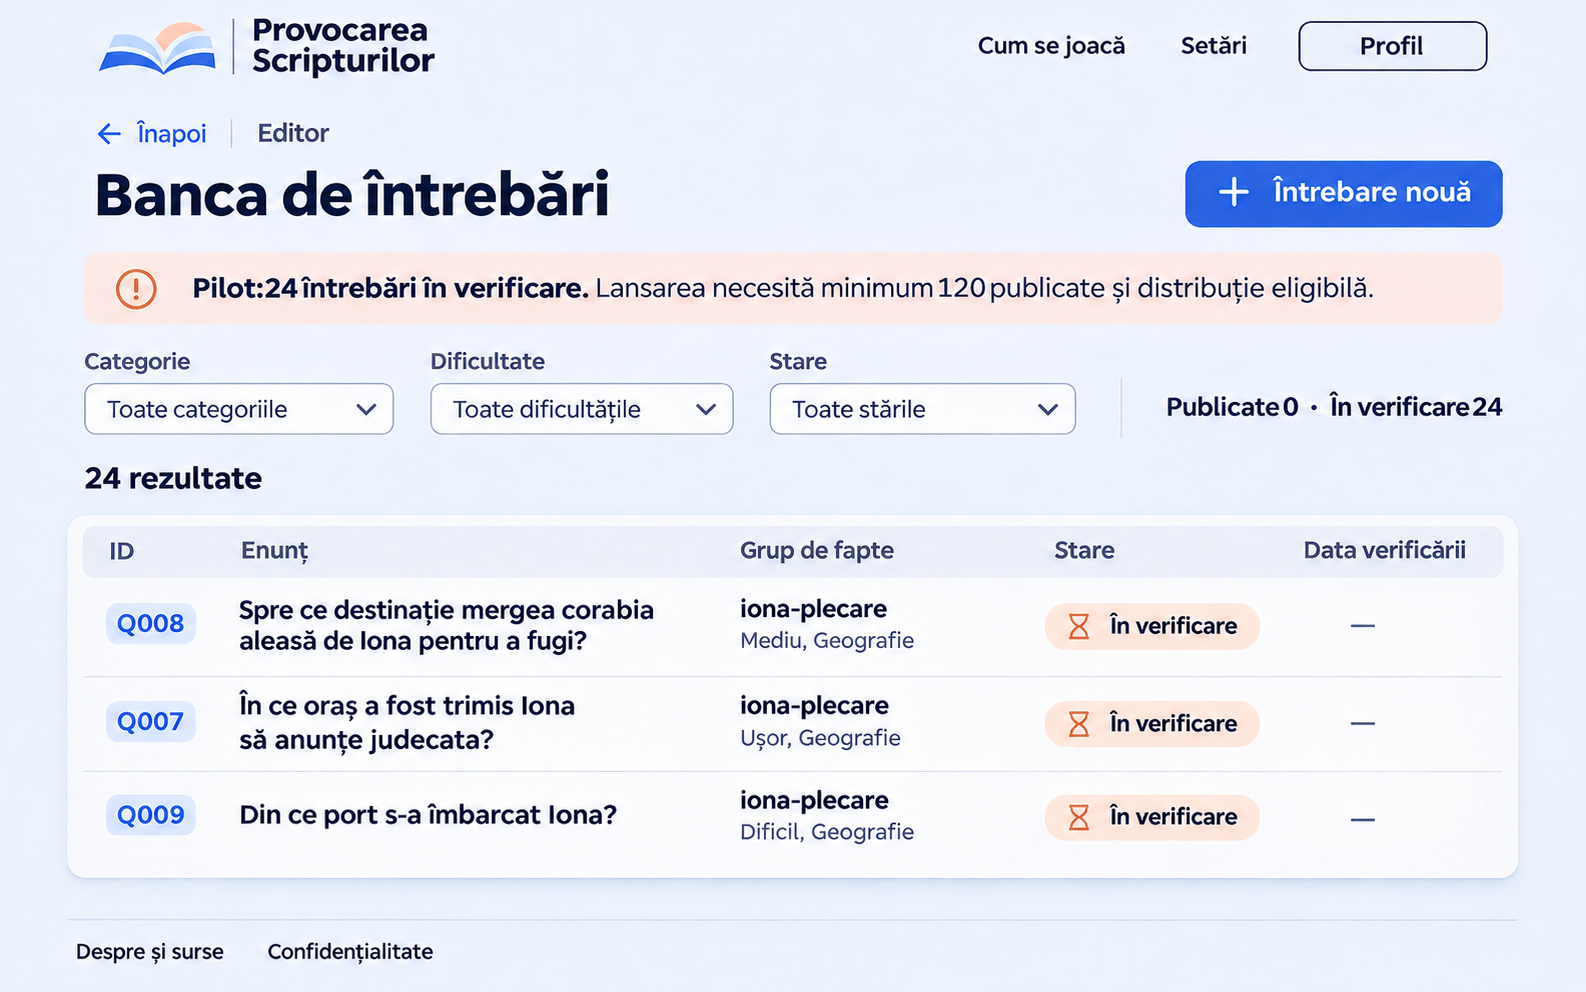 Provocarea
Scripturilor
Cum se joacă
Setări
Profil
← Înapoi
Editor
Banca de întrebări
+ Întrebare nouă
Pilot:24 întrebări în verificare. Lansarea necesită minimum 120 publicate și distribuție eligibilă.
Categorie
Dificultate
Stare
Toate categoriile
Toate dificultățile
Toate stările
Publicate 0 · În verificare 24
24 rezultate
ID
Enunț
Grup de fapte
Stare
Data verificării
Q008
Spre ce destinație mergea corabia
aleasă de Iona pentru a fugi?
iona-plecare
Mediu, Geografie
În verificare
—
Q007
În ce oraș a fost trimis Iona
să anunțe judecata?
iona-plecare
Ușor, Geografie
În verificare
—
Q009
Din ce port s-a îmbarcat Iona?
iona-plecare
Dificil, Geografie
În verificare
—
Despre și surse
Confidențialitate